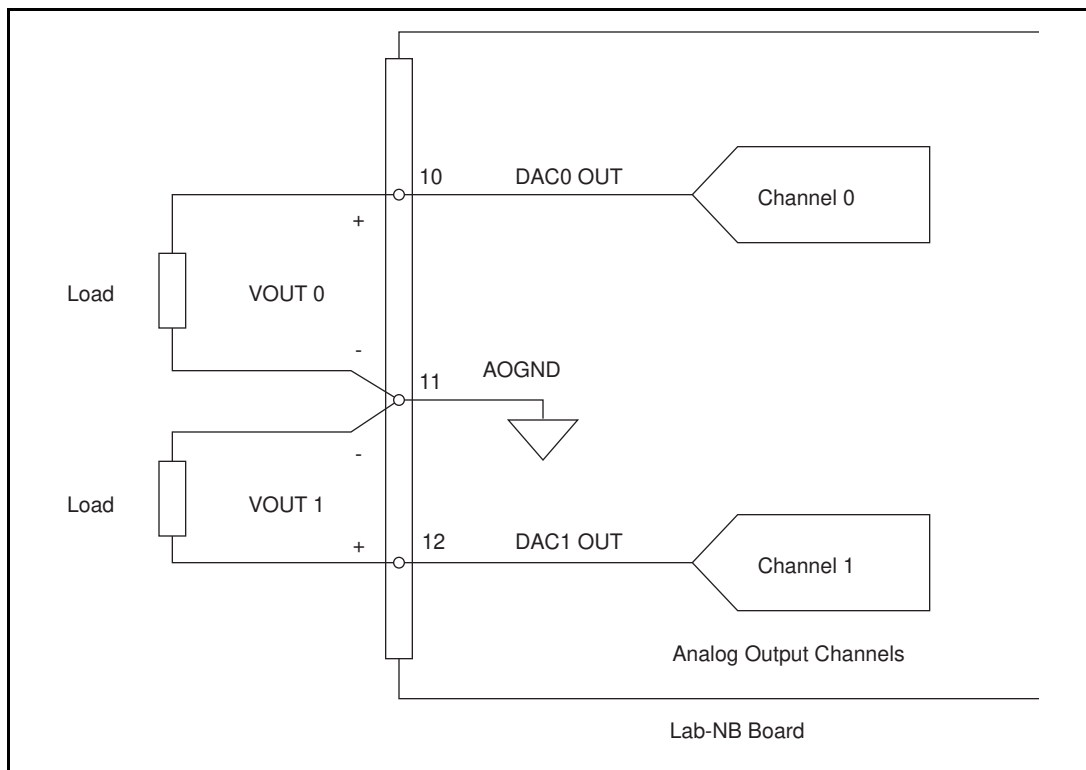 10
DAC0 OUT
Channel 0
+
Load
VOUT 0
-
11
AOGND
-
Load
VOUT 1
+
12
DAC1 OUT
Channel 1
Analog Output Channels
Lab-NB Board